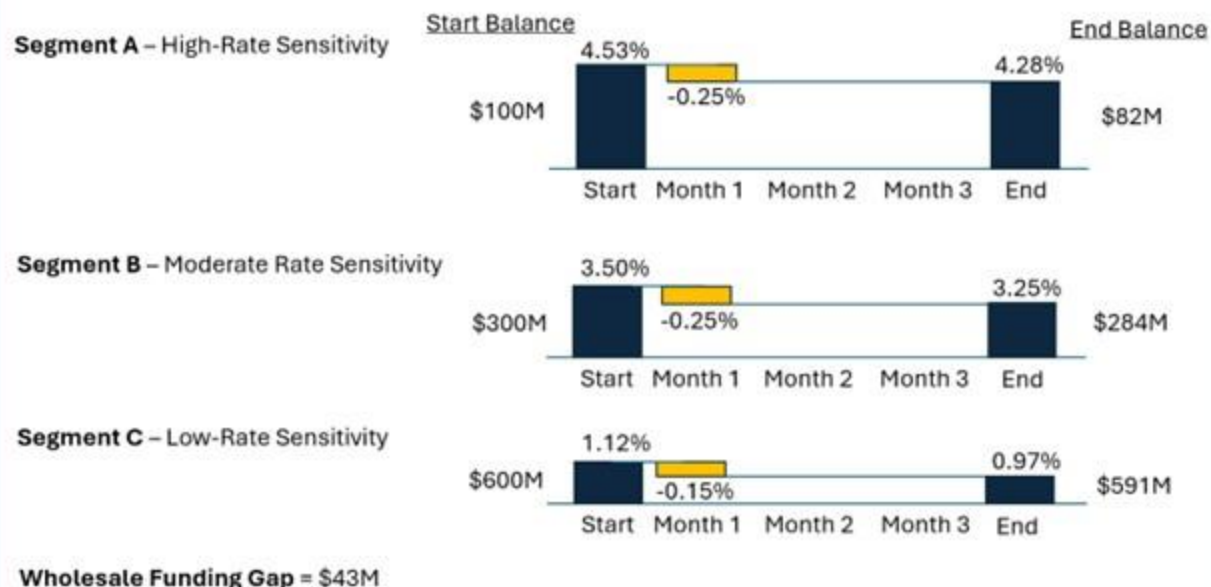 Start Balance
End Balance
Segment A – High-Rate Sensitivity
4.53%
4.28%
-0.25%
$100M
$82M
Start Month 1 Month 2 Month 3 End
Segment B – Moderate Rate Sensitivity
3.50%
3.25%
-0.25%
$300M
$284M
Start Month 1 Month 2 Month 3 End
Segment C – Low-Rate Sensitivity
1.12%
0.97%
-0.15%
$600M
$591M
Start Month 1 Month 2 Month 3 End
Wholesale Funding Gap = $43M